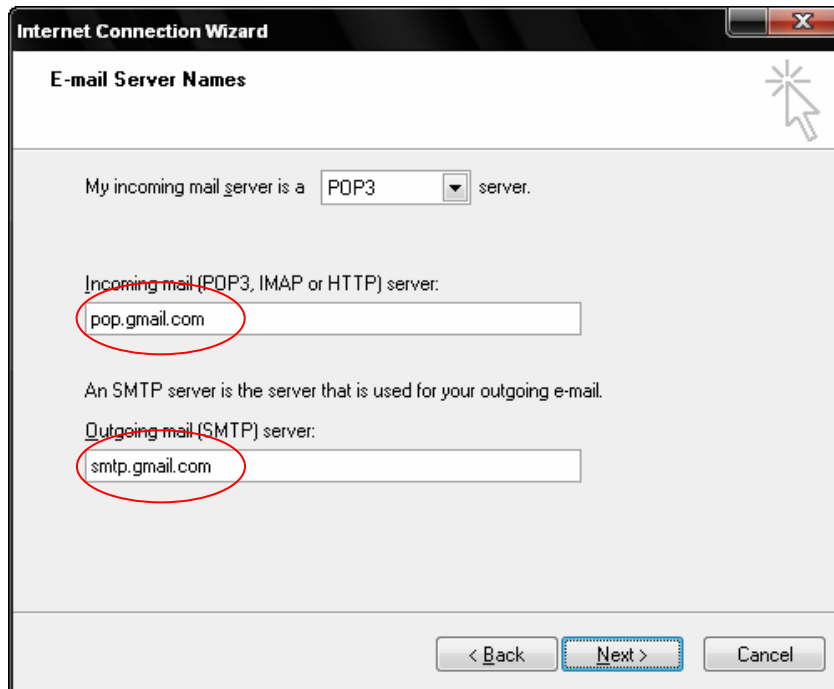 Internet Connection Wizard
E-mail Server Names
My incoming mail server is a POP3 server.
Incoming mail (POP3, IMAP or HTTP) server:
pop.gmail.com
An SMTP server is the server that is used for your outgoing e-mail.
Outgoing mail (SMTP) server:
smtp.gmail.com
< Back Next > Cancel